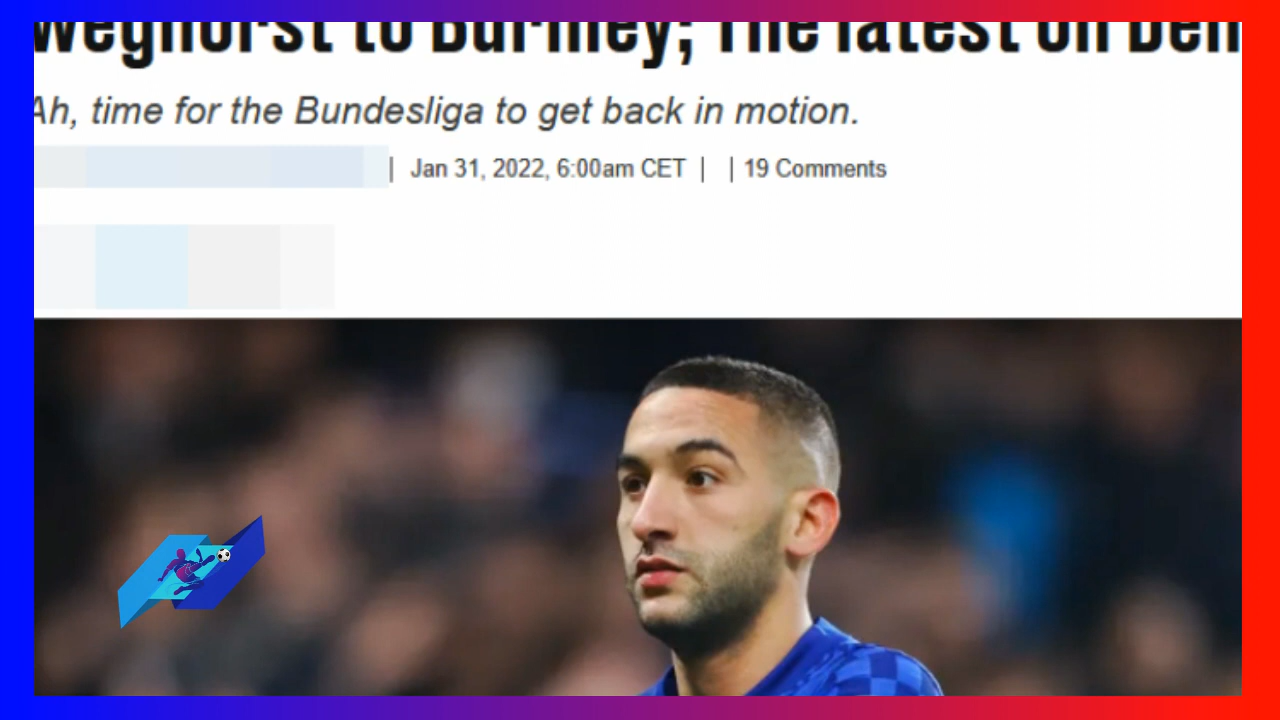 Weghorst to Burnley; The latest on
Ah, time for the Bundesliga to get back in motion.
| Jan 31, 2022, 6:00am CET | | 19 Comments